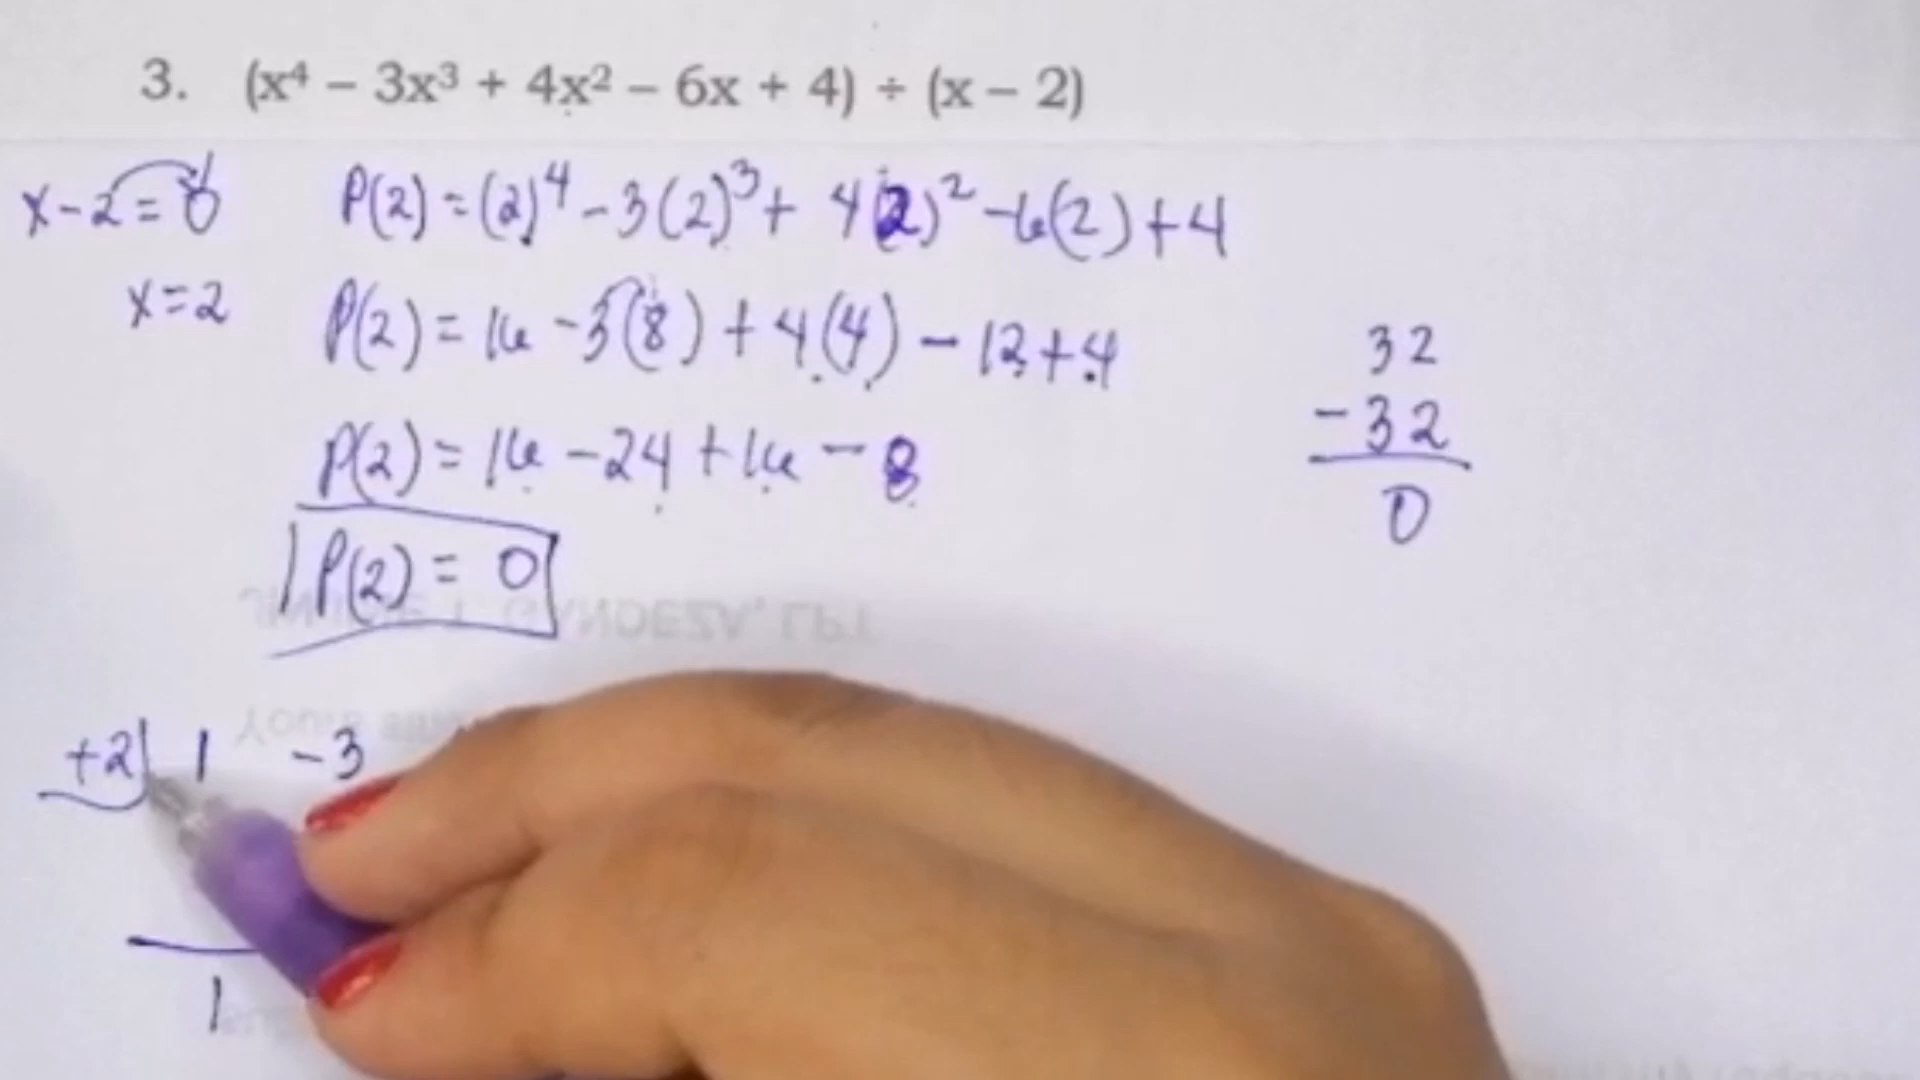 3. (x⁴ – 3x³ + 4x² – 6x + 4) ÷ (x – 2)
x-2=0
P(2) = (2)⁴ - 3(2)³ + 4(2)² - 6(2) + 4
x=2
P(2) = 16 - 3(8) + 4(4) - 12 + 4
32
-32
0
P(2) = 16 - 24 + 16 - 8
P(2) = 0
+2| 1 -3
1